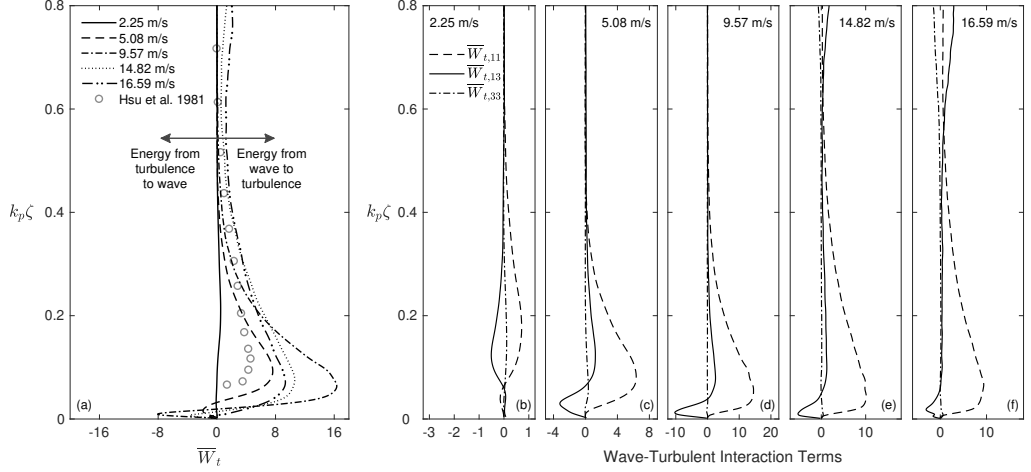 0.8
0.6
0.4
0.2
0
k_pζ
2.25 m/s
5.08 m/s
9.57 m/s
14.82 m/s
16.59 m/s
Hsu et al. 1981
Energy from
turbulence
to wave
Energy from
wave to
turbulence
(a)
-16 -8 0 8 16
W̅_t
0.8
0.6
0.4
0.2
0
k_pζ
2.25 m/s
W̅_{t,11}
W̅_{t,13}
W̅_{t,33}
(b)
-3 -2 -1 0 1
5.08 m/s
(c)
-4 0 4 8
9.57 m/s
(d)
-10 0 10 20
14.82 m/s
(e)
0 10
16.59 m/s
(f)
0 10
Wave-Turbulent Interaction Terms